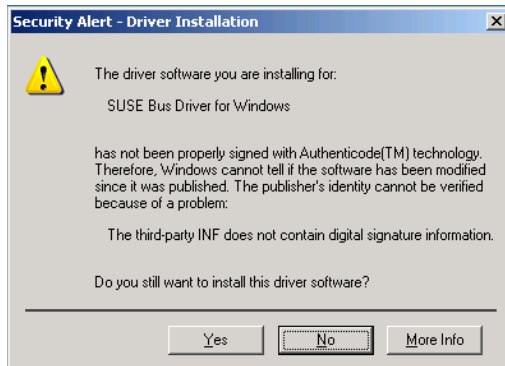 Security Alert - Driver Installation
The driver software you are installing for:
SUSE Bus Driver for Windows
has not been properly signed with Authenticode(TM) technology.
Therefore, Windows cannot tell if the software has been modified
since it was published. The publisher's identity cannot be verified
because of a problem:
The third-party INF does not contain digital signature information.
Do you still want to install this driver software?
Yes No More Info